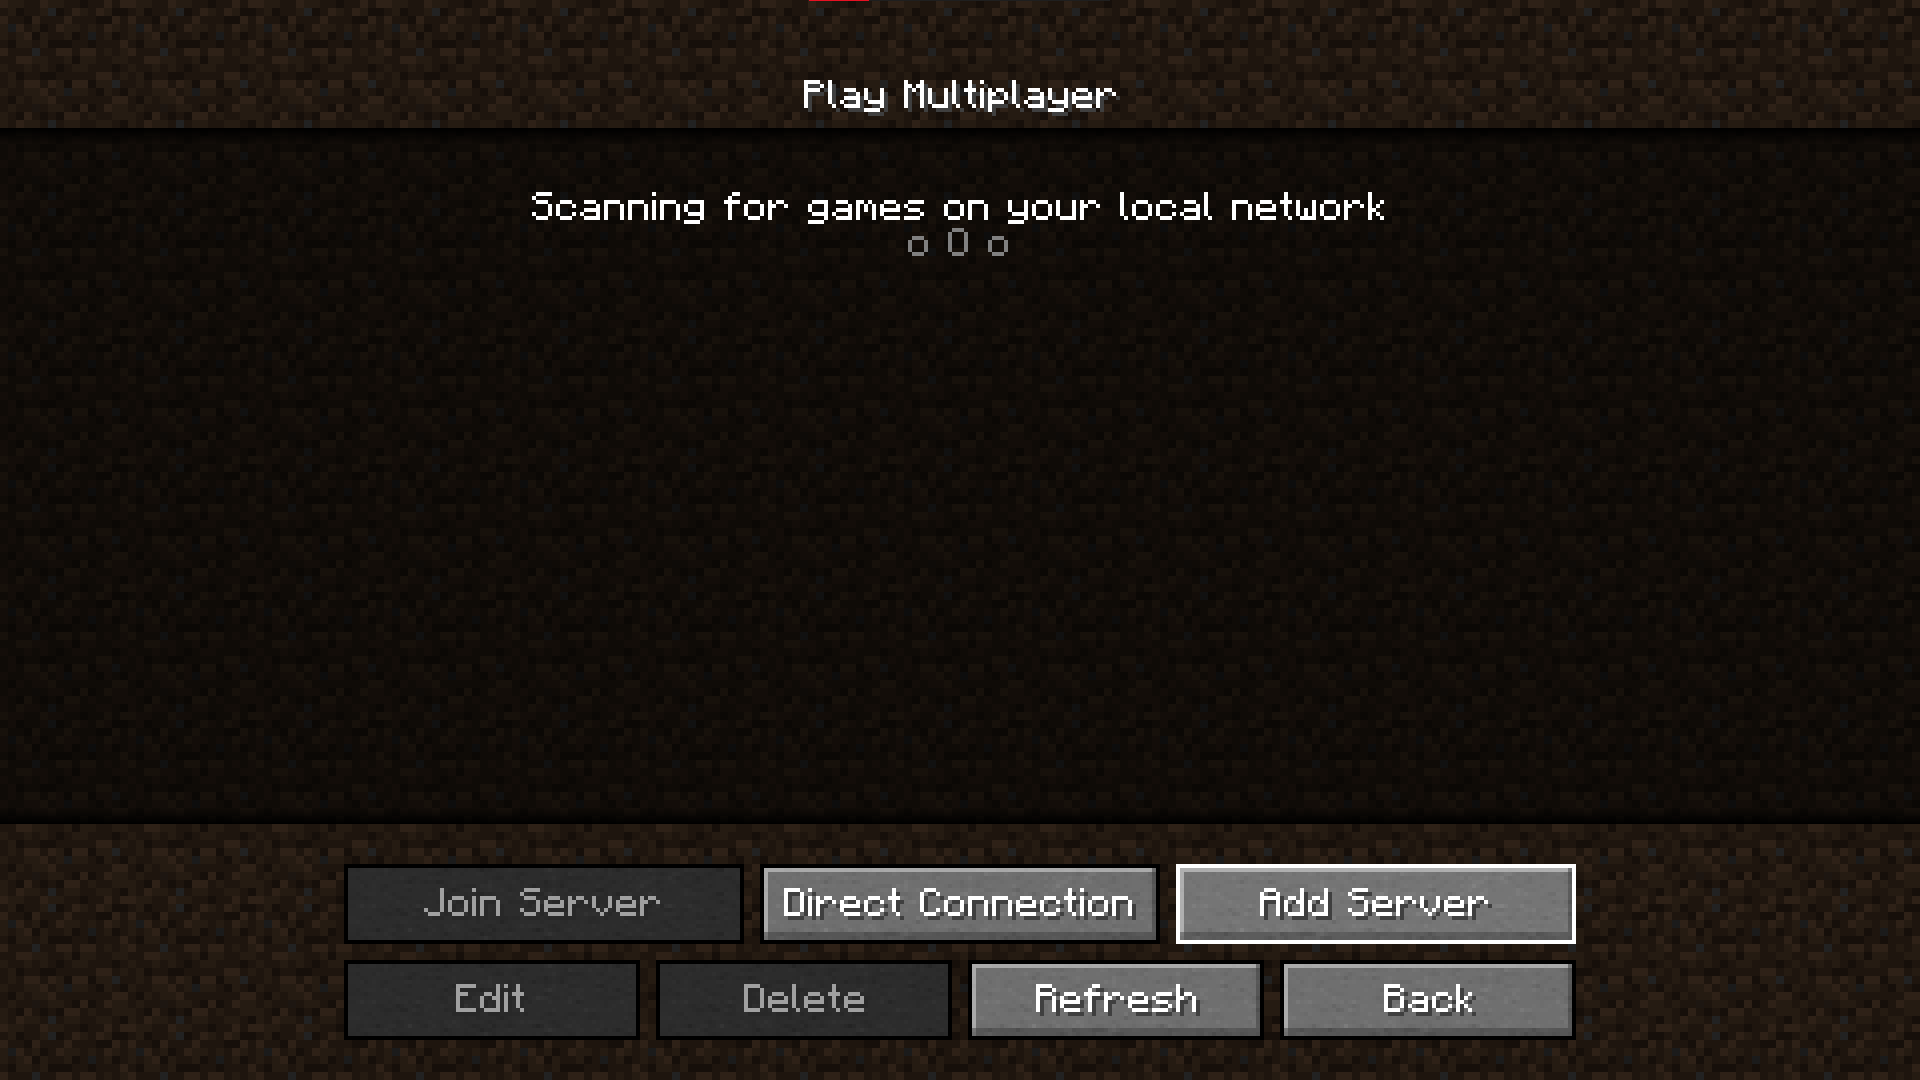 Play Multiplayer
Scanning for games on your local network
o O o
Join Server
Direct Connection
Add Server
Edit
Delete
Refresh
Back